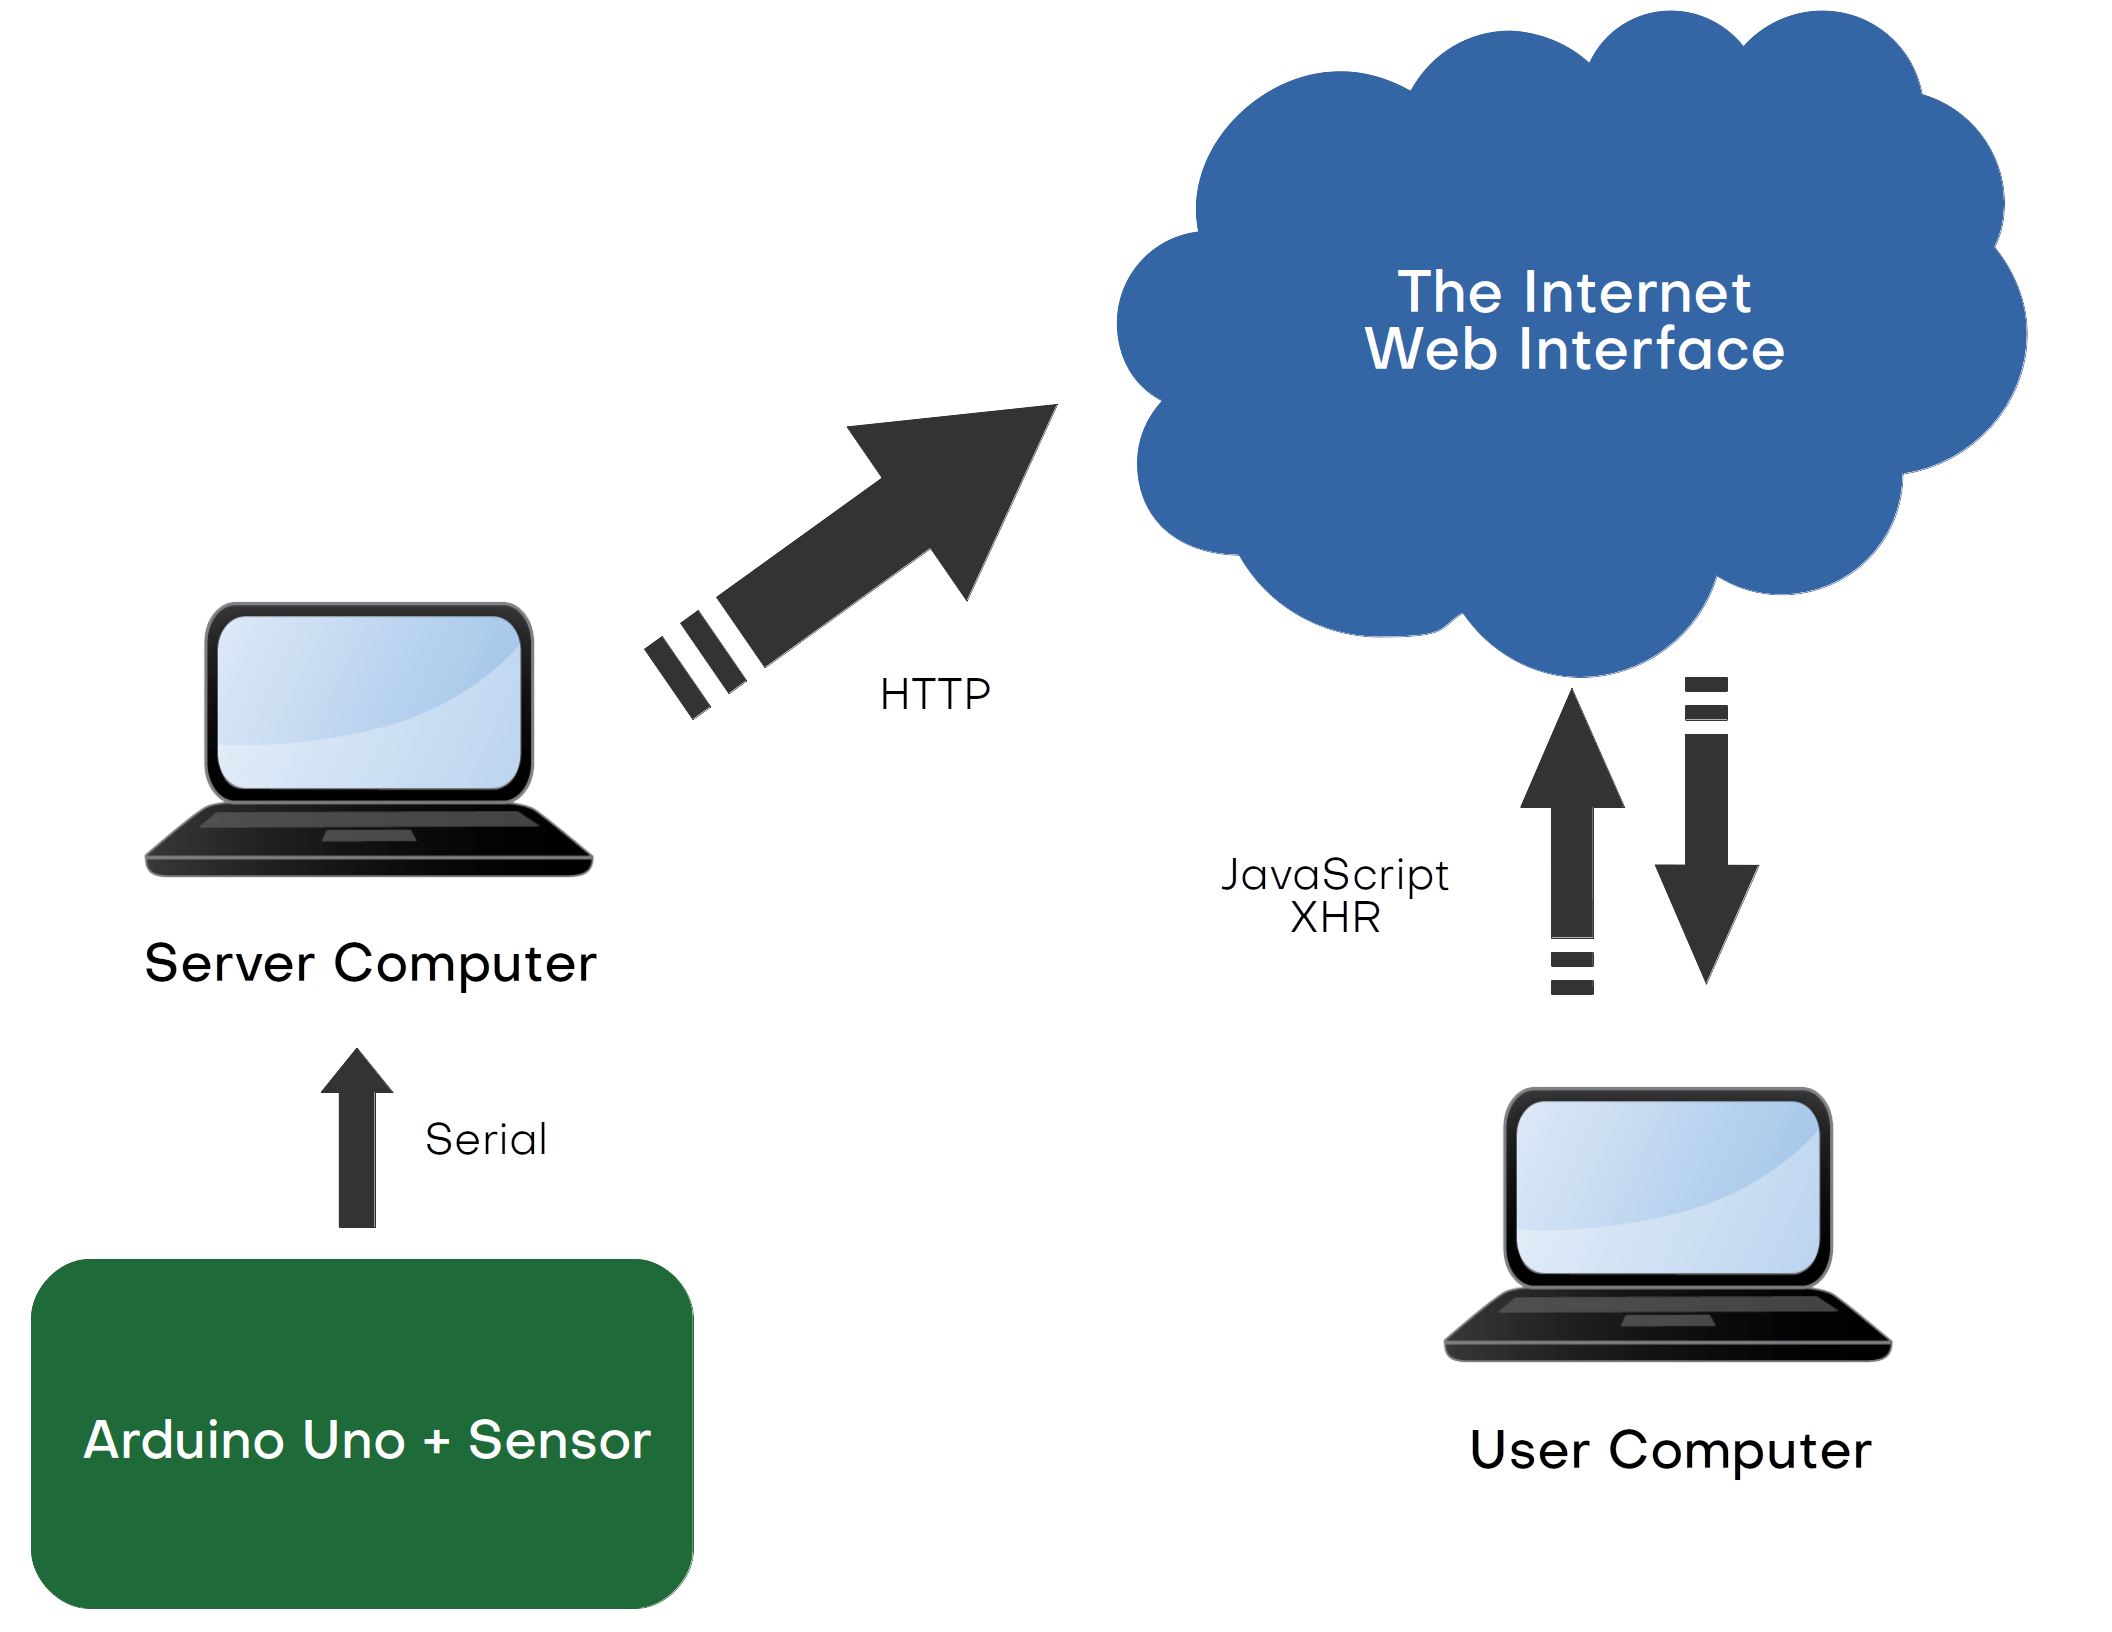 The Internet
Web Interface
HTTP
JavaScript
XHR
Server Computer
Serial
Arduino Uno + Sensor
User Computer